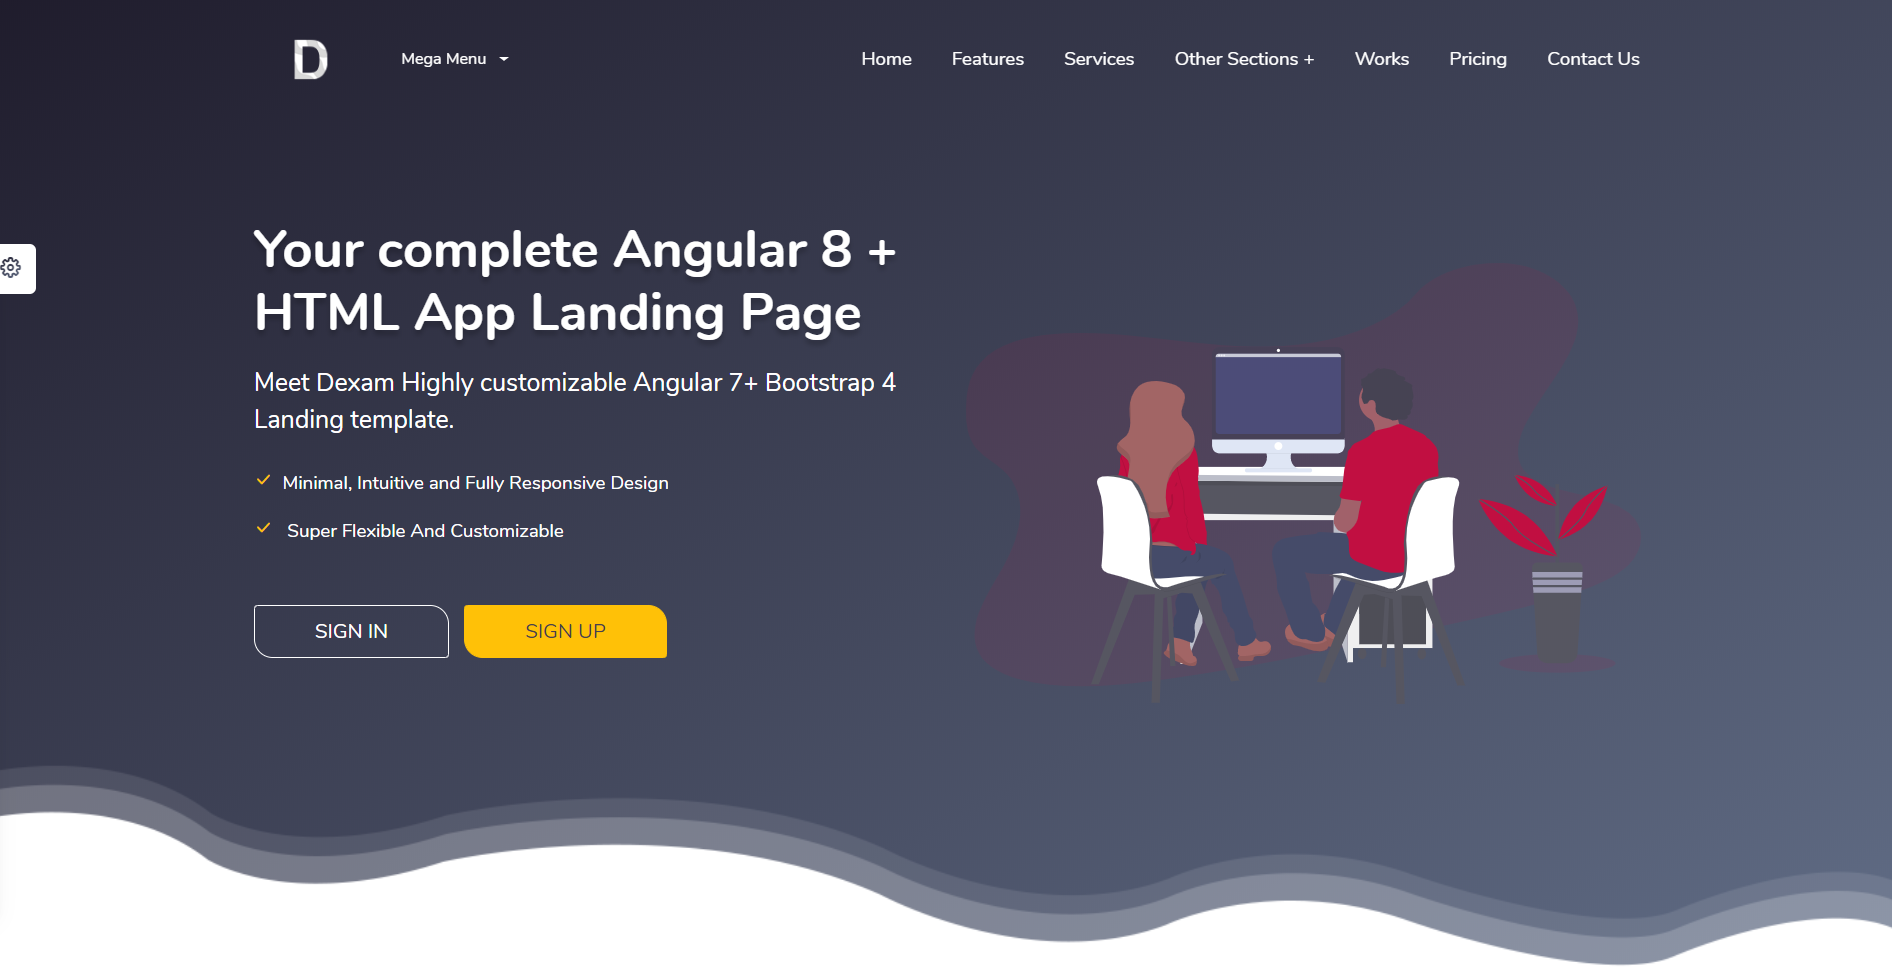 D
Mega Menu
Home Features Services Other Sections + Works Pricing Contact Us
Your complete Angular 8 +
HTML App Landing Page
Meet Dexam Highly customizable Angular 7+ Bootstrap 4
Landing template.
Minimal, Intuitive and Fully Responsive Design
Super Flexible And Customizable
SIGN IN SIGN UP